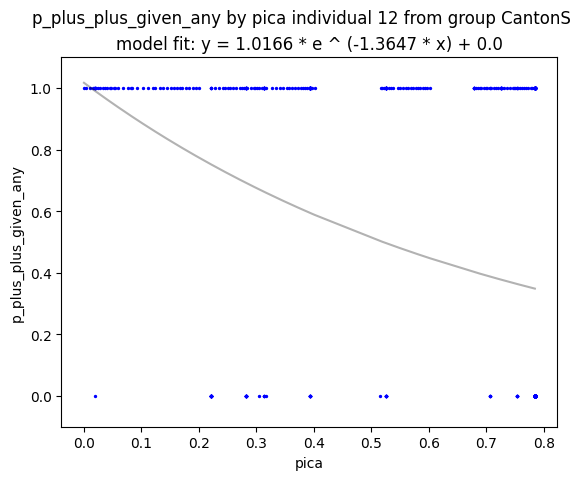 p_plus_plus_given_any by pica individual 12 from group CantonS
model fit: y = 1.0166 * e ^ (-1.3647 * x) + 0.0
p_plus_plus_given_any
1.0
0.8
0.6
0.4
0.2
0.0
0.0 0.1 0.2 0.3 0.4 0.5 0.6 0.7 0.8
pica